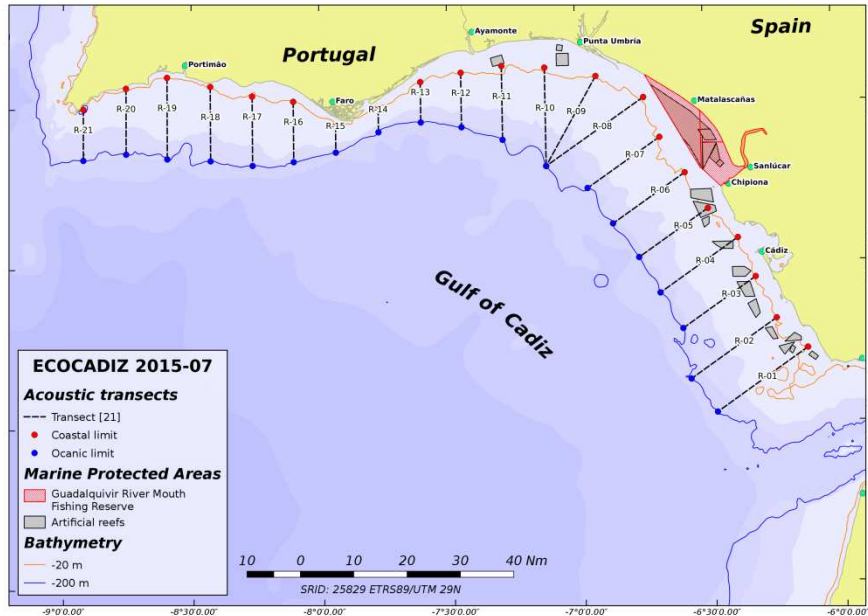 Spain
Portugal
Ayamonte
Punta Umbría
Portimão
Faro
Matalascañas
Sanlúcar
Chipiona
Cádiz
R-21
R-20
R-19
R-18
R-17
R-16
R-15
R-14
R-13
R-12
R-11
R-10
R-09
R-08
R-07
R-06
R-05
R-04
R-03
R-02
R-01
Gulf of Cadiz
ECOCADIZ 2015-07
Acoustic transects
Transect [21]
Coastal limit
Ocanic limit
Marine Protected Areas
Guadalquivir River Mouth
Fishing Reserve
Artificial reefs
Bathymetry
-20 m
-200 m
10 0 10 20 30 40 Nm
SRID: 25829 ETRS89/UTM 29N
-9°0'0.00" -8°30'0.00" -8°0'0.00" -7°30'0.00" -7°0'0.00" -6°30'0.00" -6°0'0.00"